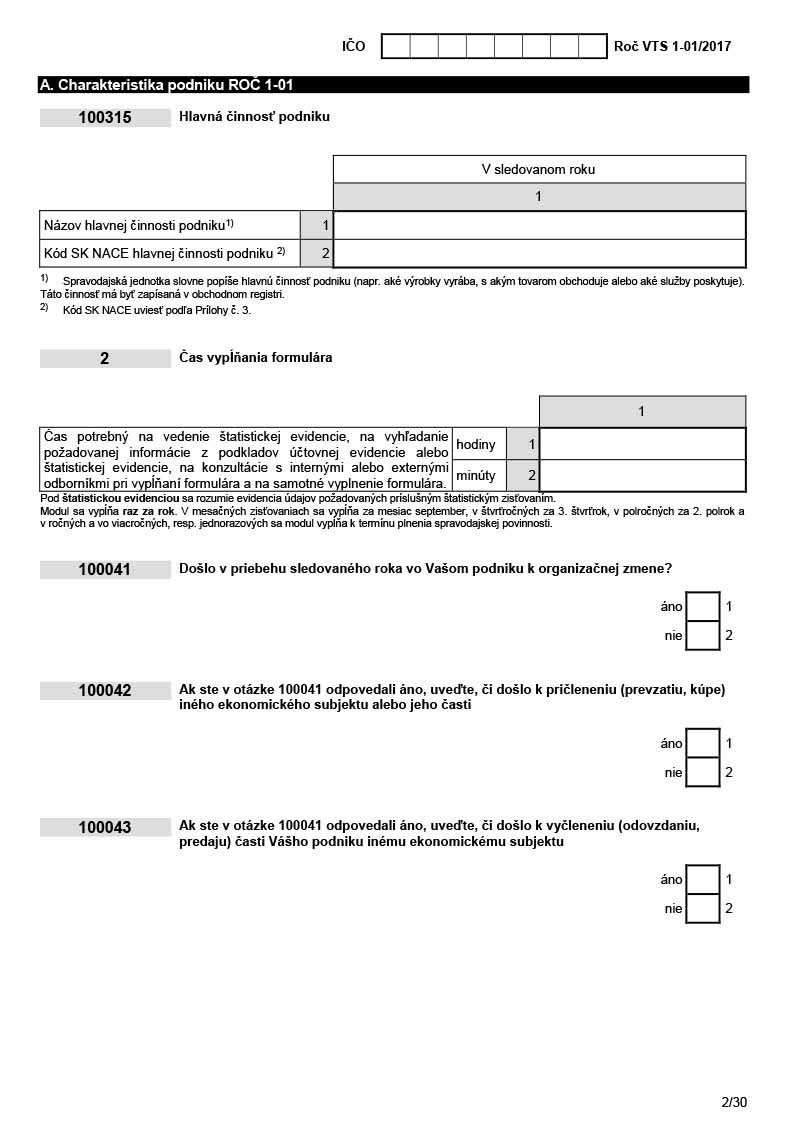 IČO Roč VTS 1-01/2017
A. Charakteristika podniku ROČ 1-01
100315 Hlavná činnosť podniku
V sledovanom roku
1
Názov hlavnej činnosti podniku1) 1
Kód SK NACE hlavnej činnosti podniku 2) 2
1) Spravodajská jednotka slovne popíše hlavnú činnosť podniku (napr. aké výrobky vyrába, s akým tovarom obchoduje alebo aké služby poskytuje).
Táto činnosť má byť zapísaná v obchodnom registri.
2) Kód SK NACE uviesť podľa Prílohy č. 3.
2 Čas vypĺňania formulára
1
Čas potrebný na vedenie štatistickej evidencie, na vyhľadanie
požadovanej informácie z podkladov účtovnej evidencie alebo
štatistickej evidencie, na konzultácie s internými alebo externými
odborníkmi pri vypĺňaní formulára a na samotné vyplnenie formulára.
hodiny 1
minúty 2
Pod štatistickou evidenciou sa rozumie evidencia údajov požadovaných príslušným štatistickým zisťovaním.
Modul sa vypĺňa raz za rok. V mesačných zisťovaniach sa vypĺňa za mesiac september, v štvrťročných za 3. štvrťrok, v polročných za 2. polrok a
v ročných a vo viacročných, resp. jednorazových sa modul vypĺňa k termínu plnenia spravodajskej povinnosti.
100041 Došlo v priebehu sledovaného roka vo Vašom podniku k organizačnej zmene?
áno 1
nie 2
100042 Ak ste v otázke 100041 odpovedali áno, uveďte, či došlo k pričleneniu (prevzatiu, kúpe)
iného ekonomického subjektu alebo jeho časti
áno 1
nie 2
100043 Ak ste v otázke 100041 odpovedali áno, uveďte, či došlo k vyčleneniu (odovzdaniu,
predaju) časti Vášho podniku inému ekonomickému subjektu
áno 1
nie 2
2/30